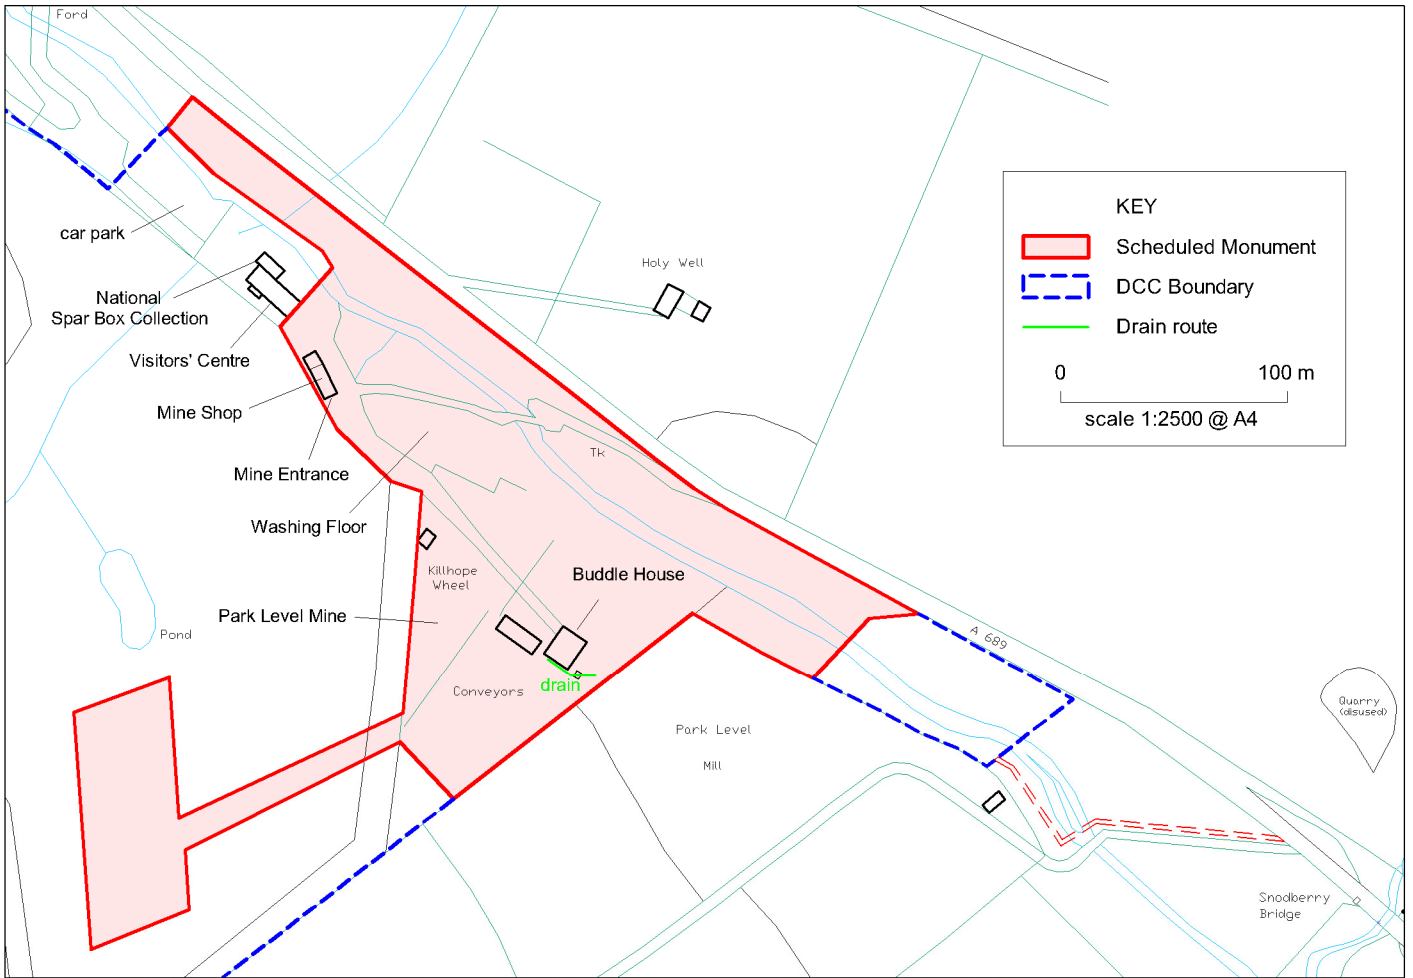 Ford
car park
National
Spar Box Collection
Visitors' Centre
Mine Shop
Mine Entrance
Washing Floor
Holy Well
Tk
KEY
Scheduled Monument
DCC Boundary
Drain route
0 100 m
scale 1:2500 @ A4
Killhope
Wheel
Buddle House
Park Level Mine
Pond
Conveyors
drain
A 689
Park Level
Mill
Quarry
(disused)
Snodberry
Bridge